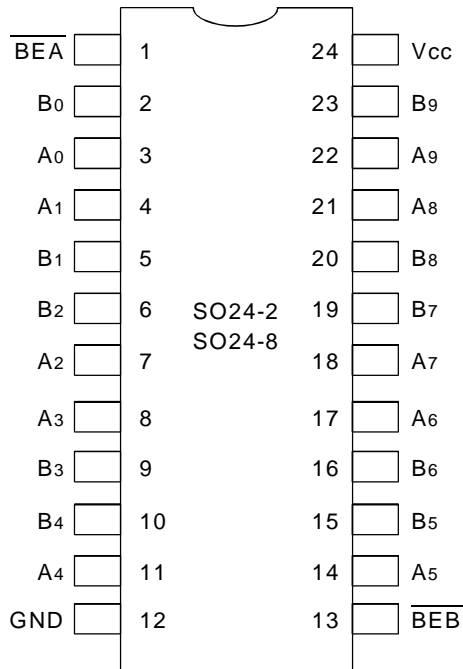 B̅E̅A̅ 1 24 Vcc
B0 2 23 B9
A0 3 22 A9
A1 4 21 A8
B1 5 20 B8
B2 6 SO24-2 19 B7
SO24-8
A2 7 18 A7
A3 8 17 A6
B3 9 16 B6
B4 10 15 B5
A4 11 14 A5
GND 12 13 B̅E̅B̅